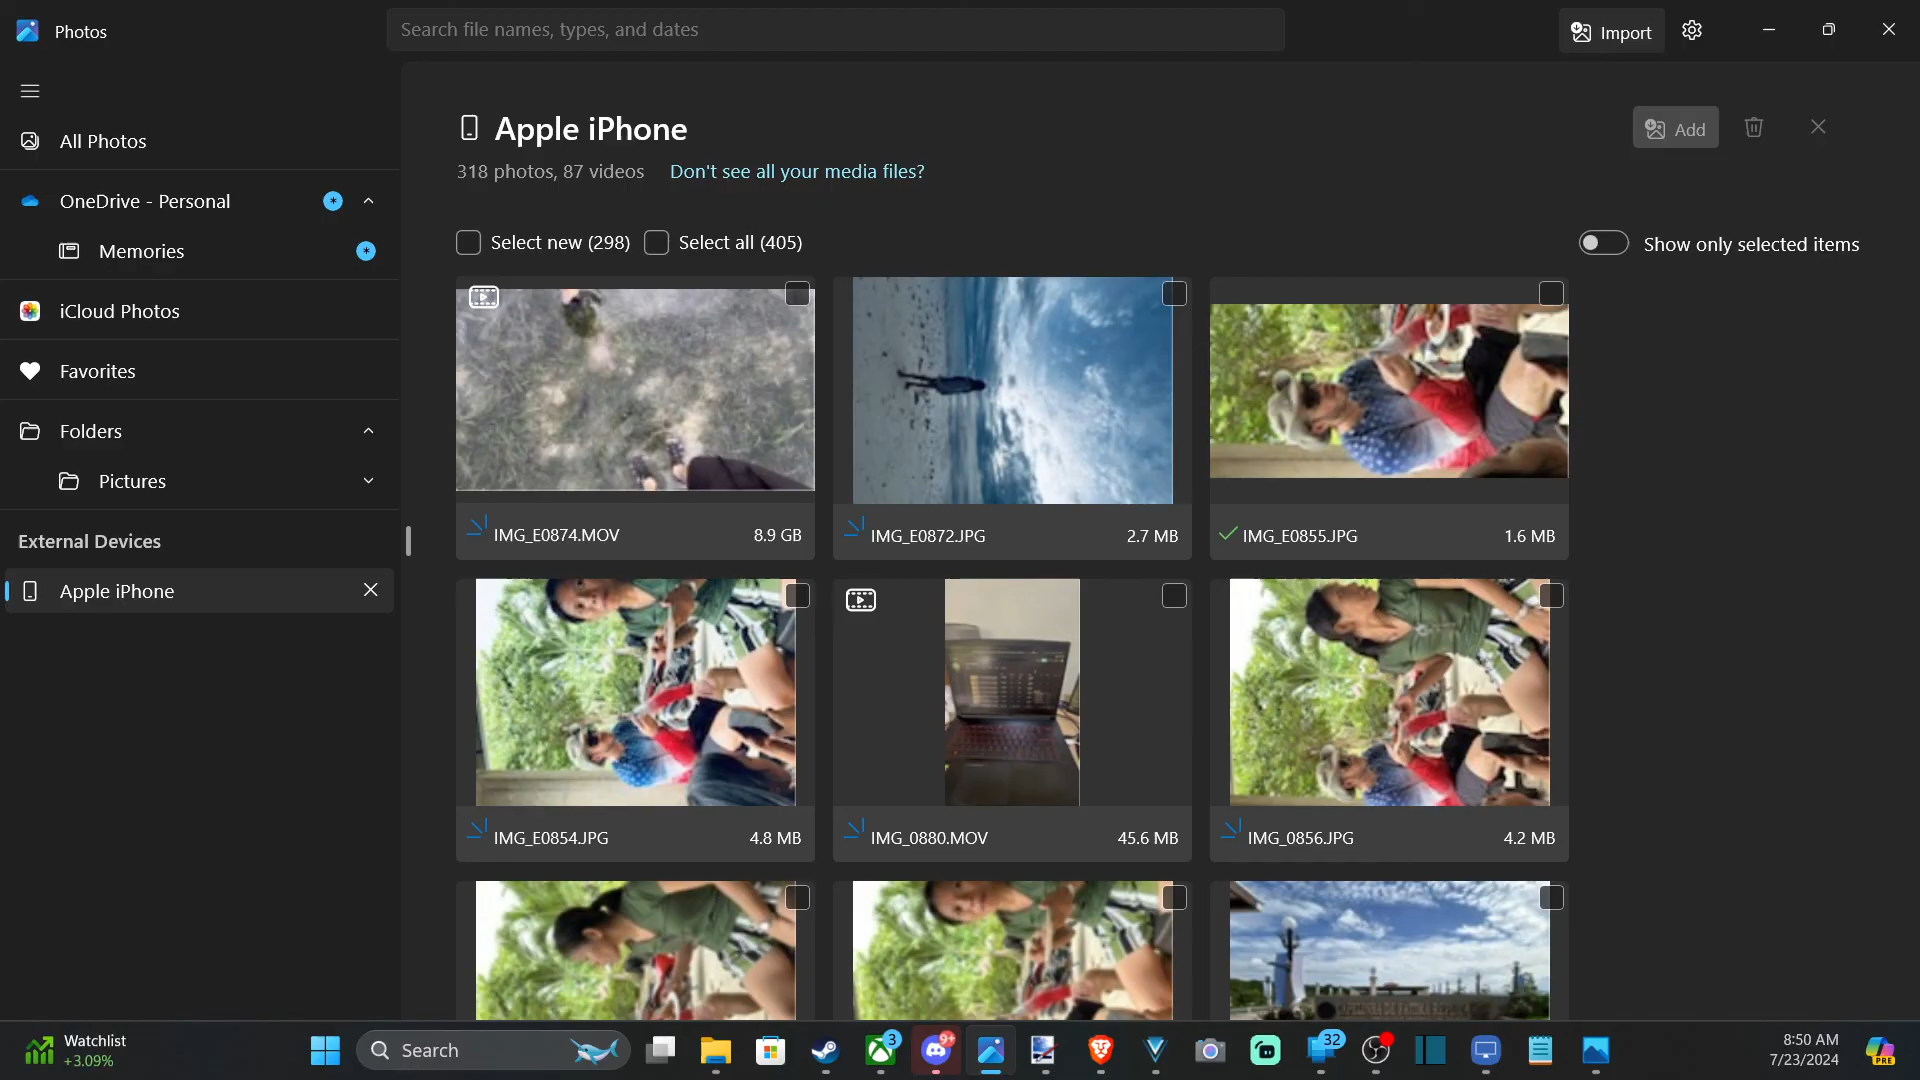 Photos
Search file names, types, and dates
Import
All Photos
OneDrive - Personal
Memories
iCloud Photos
Favorites
Folders
Pictures
External Devices
Apple iPhone
Apple iPhone
318 photos, 87 videos
Don't see all your media files?
Add
Select new (298)
Select all (405)
Show only selected items
IMG_E0874.MOV
8.9 GB
IMG_E0872.JPG
2.7 MB
IMG_E0855.JPG
1.6 MB
IMG_E0854.JPG
4.8 MB
IMG_0880.MOV
45.6 MB
IMG_0856.JPG
4.2 MB
Watchlist
+3.09%
Search
3
9+
32
8:50 AM
7/23/2024
PRE